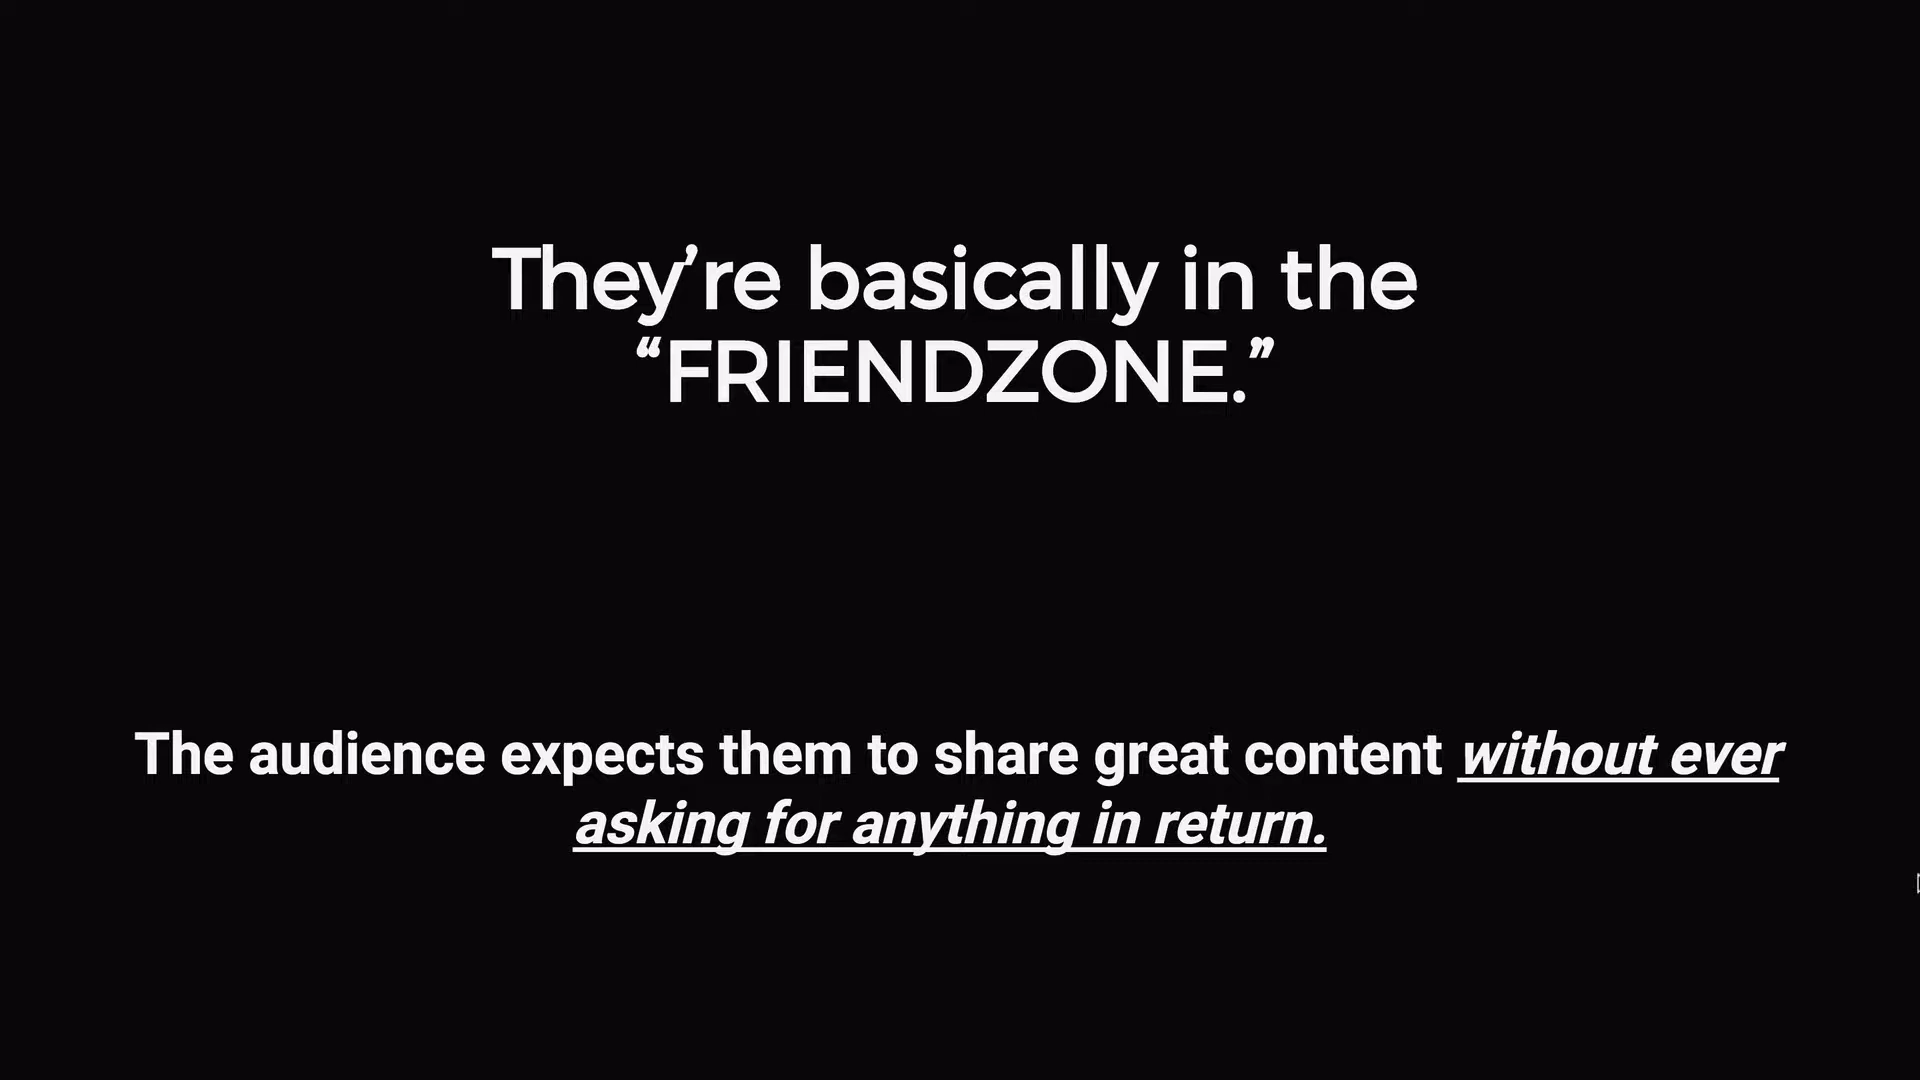 They’re basically in the
“FRIENDZONE.”
The audience expects them to share great content without ever
asking for anything in return.